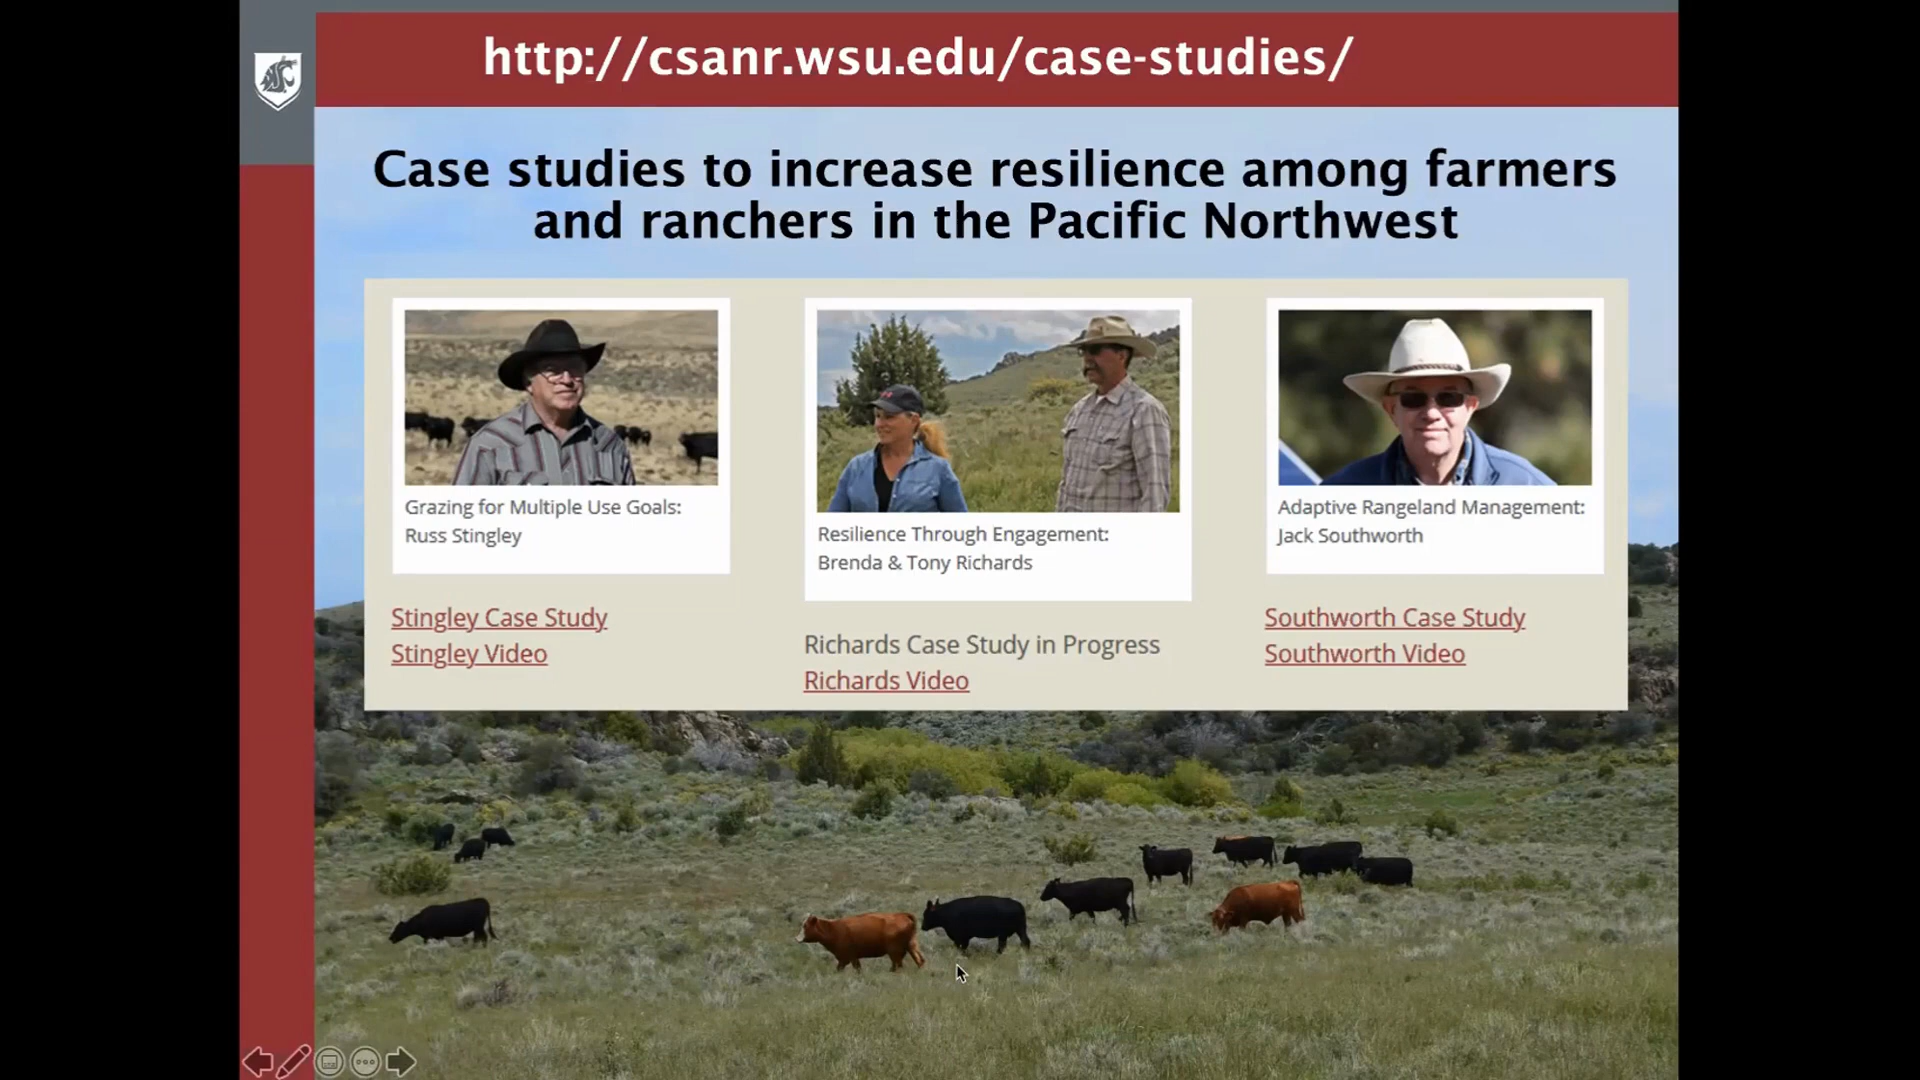 http://csanr.wsu.edu/case-studies/
Case studies to increase resilience among farmers
and ranchers in the Pacific Northwest
Grazing for Multiple Use Goals:
Russ Stingley
Stingley Case Study
Stingley Video
Resilience Through Engagement:
Brenda & Tony Richards
Richards Case Study in Progress
Richards Video
Adaptive Rangeland Management:
Jack Southworth
Southworth Case Study
Southworth Video